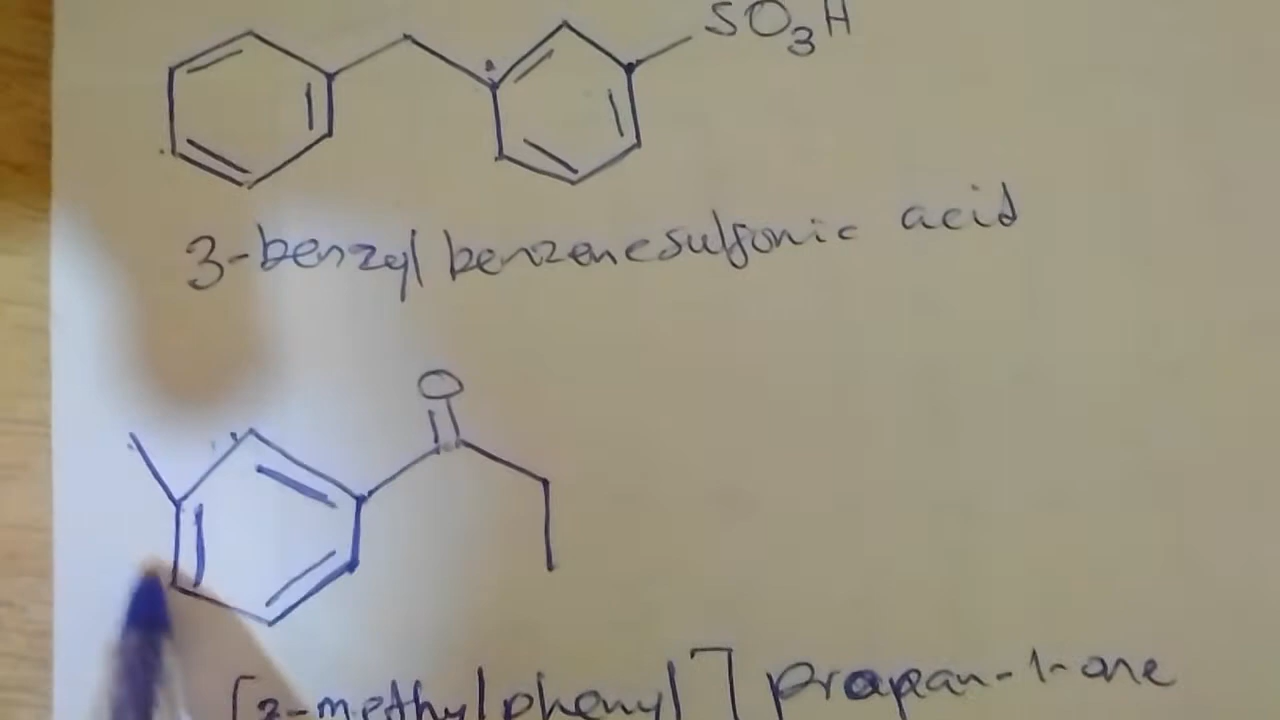 SO3H
3-benzyl benzenesulfonic acid
O
[3-methylphenyl] propan-1-one